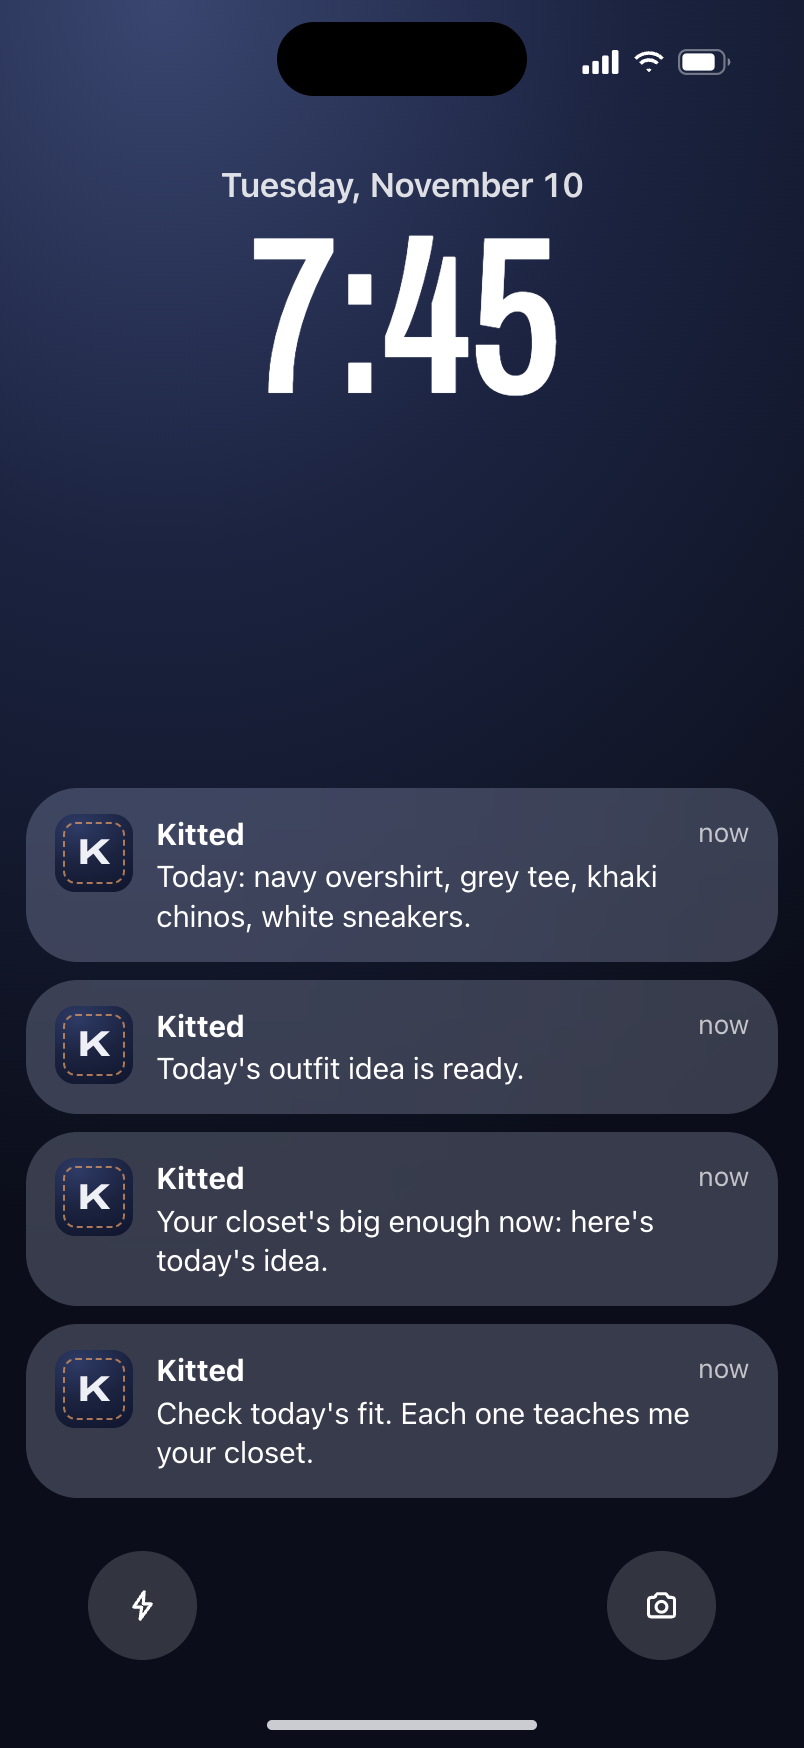 Tuesday, November 10
7:45
K
Kitted
now
Today: navy overshirt, grey tee, khaki
chinos, white sneakers.
K
Kitted
now
Today's outfit idea is ready.
K
Kitted
now
Your closet's big enough now: here's
today's idea.
K
Kitted
now
Check today's fit. Each one teaches me
your closet.